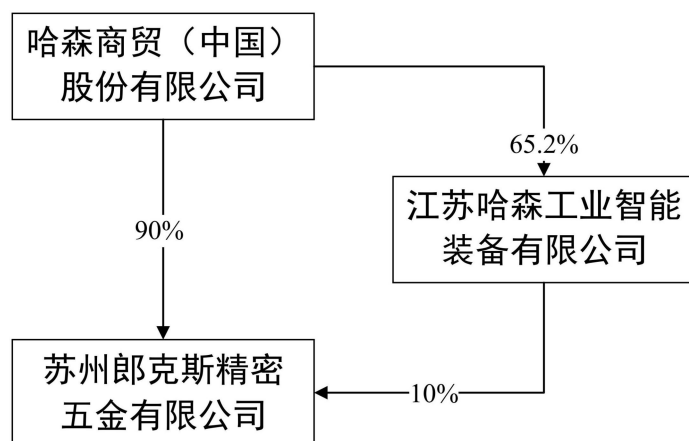 哈森商贸（中国）
股份有限公司
65.2%
江苏哈森工业智能
装备有限公司
90%
苏州郎克斯精密
五金有限公司
10%